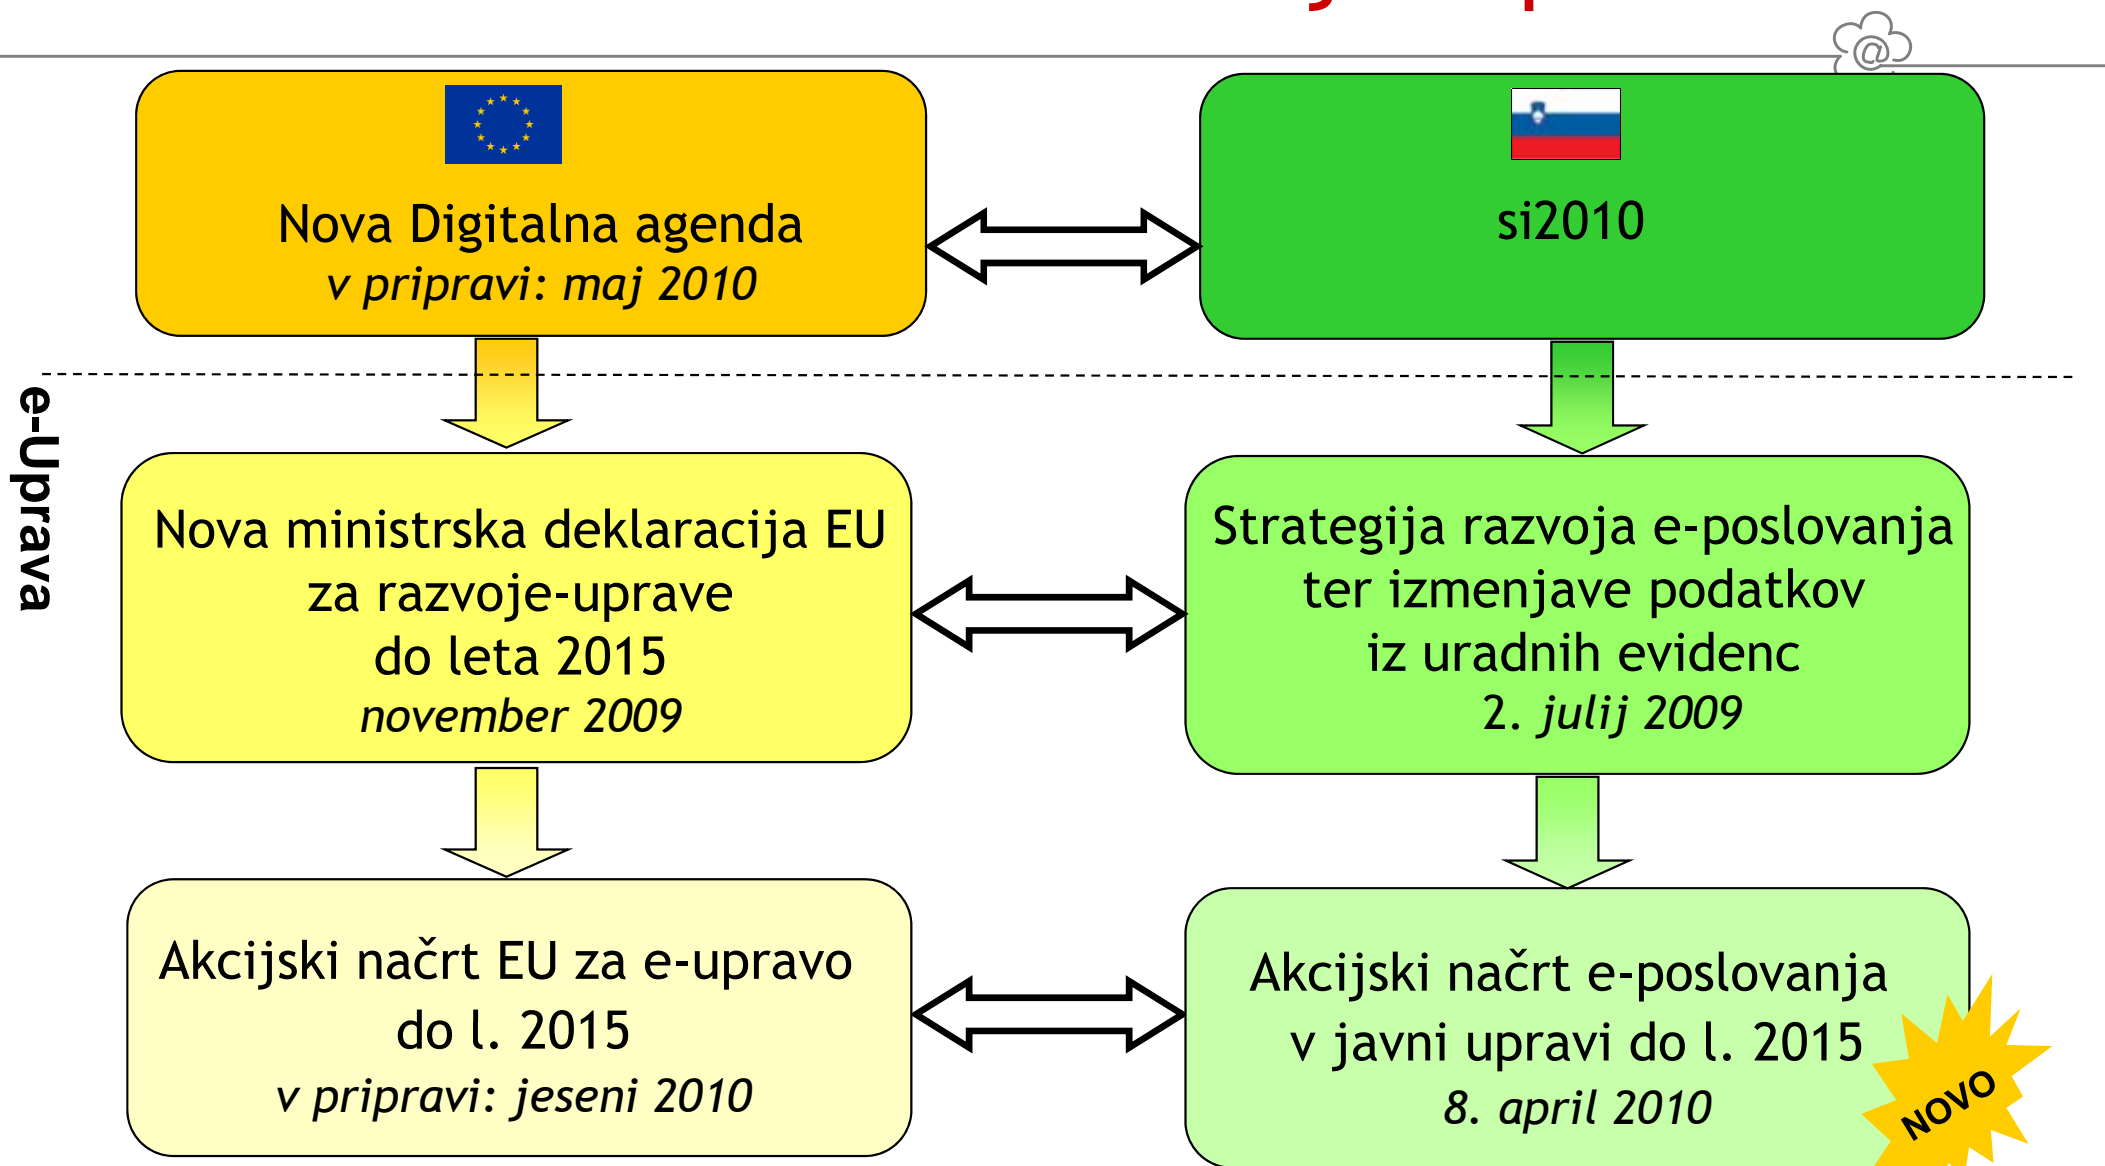 Nova Digitalna agenda
v pripravi: maj 2010
si2010
e-Uprava
Nova ministrska deklaracija EU
za razvoje-uprave
do leta 2015
november 2009
Strategija razvoja e-poslovanja
ter izmenjave podatkov
iz uradnih evidenc
2. julij 2009
Akcijski načrt EU za e-upravo
do l. 2015
v pripravi: jeseni 2010
Akcijski načrt e-poslovanja
v javni upravi do l. 2015
8. april 2010
NOVO